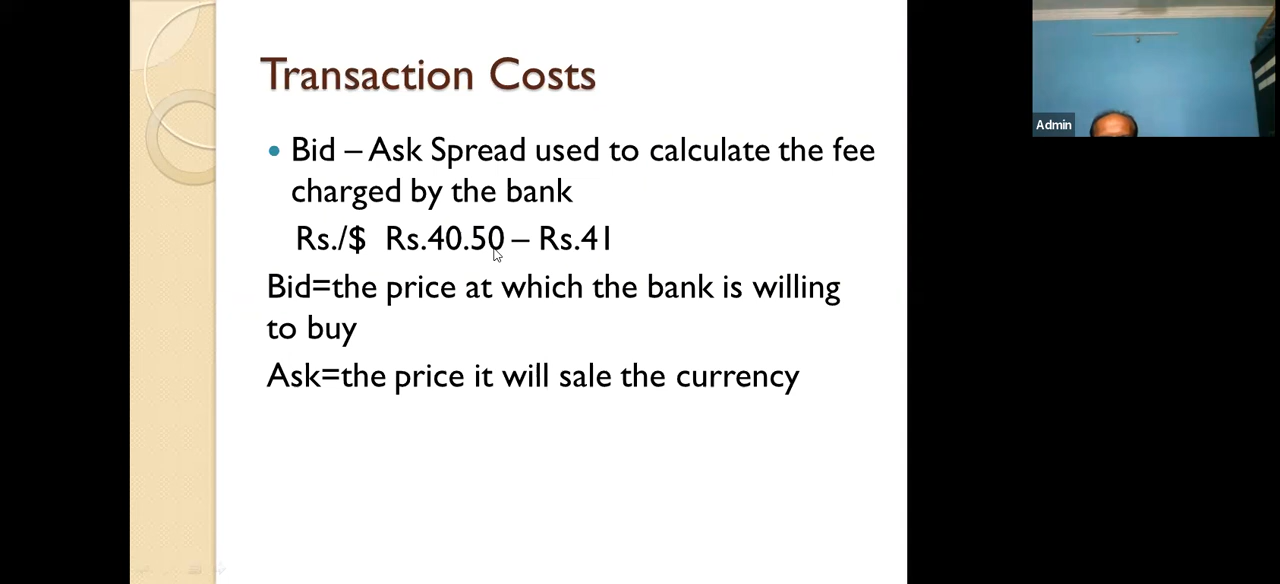 Transaction Costs
Bid – Ask Spread used to calculate the fee
charged by the bank
Rs./$ Rs.40.50 – Rs.41
Bid=the price at which the bank is willing
to buy
Ask=the price it will sale the currency
Admin